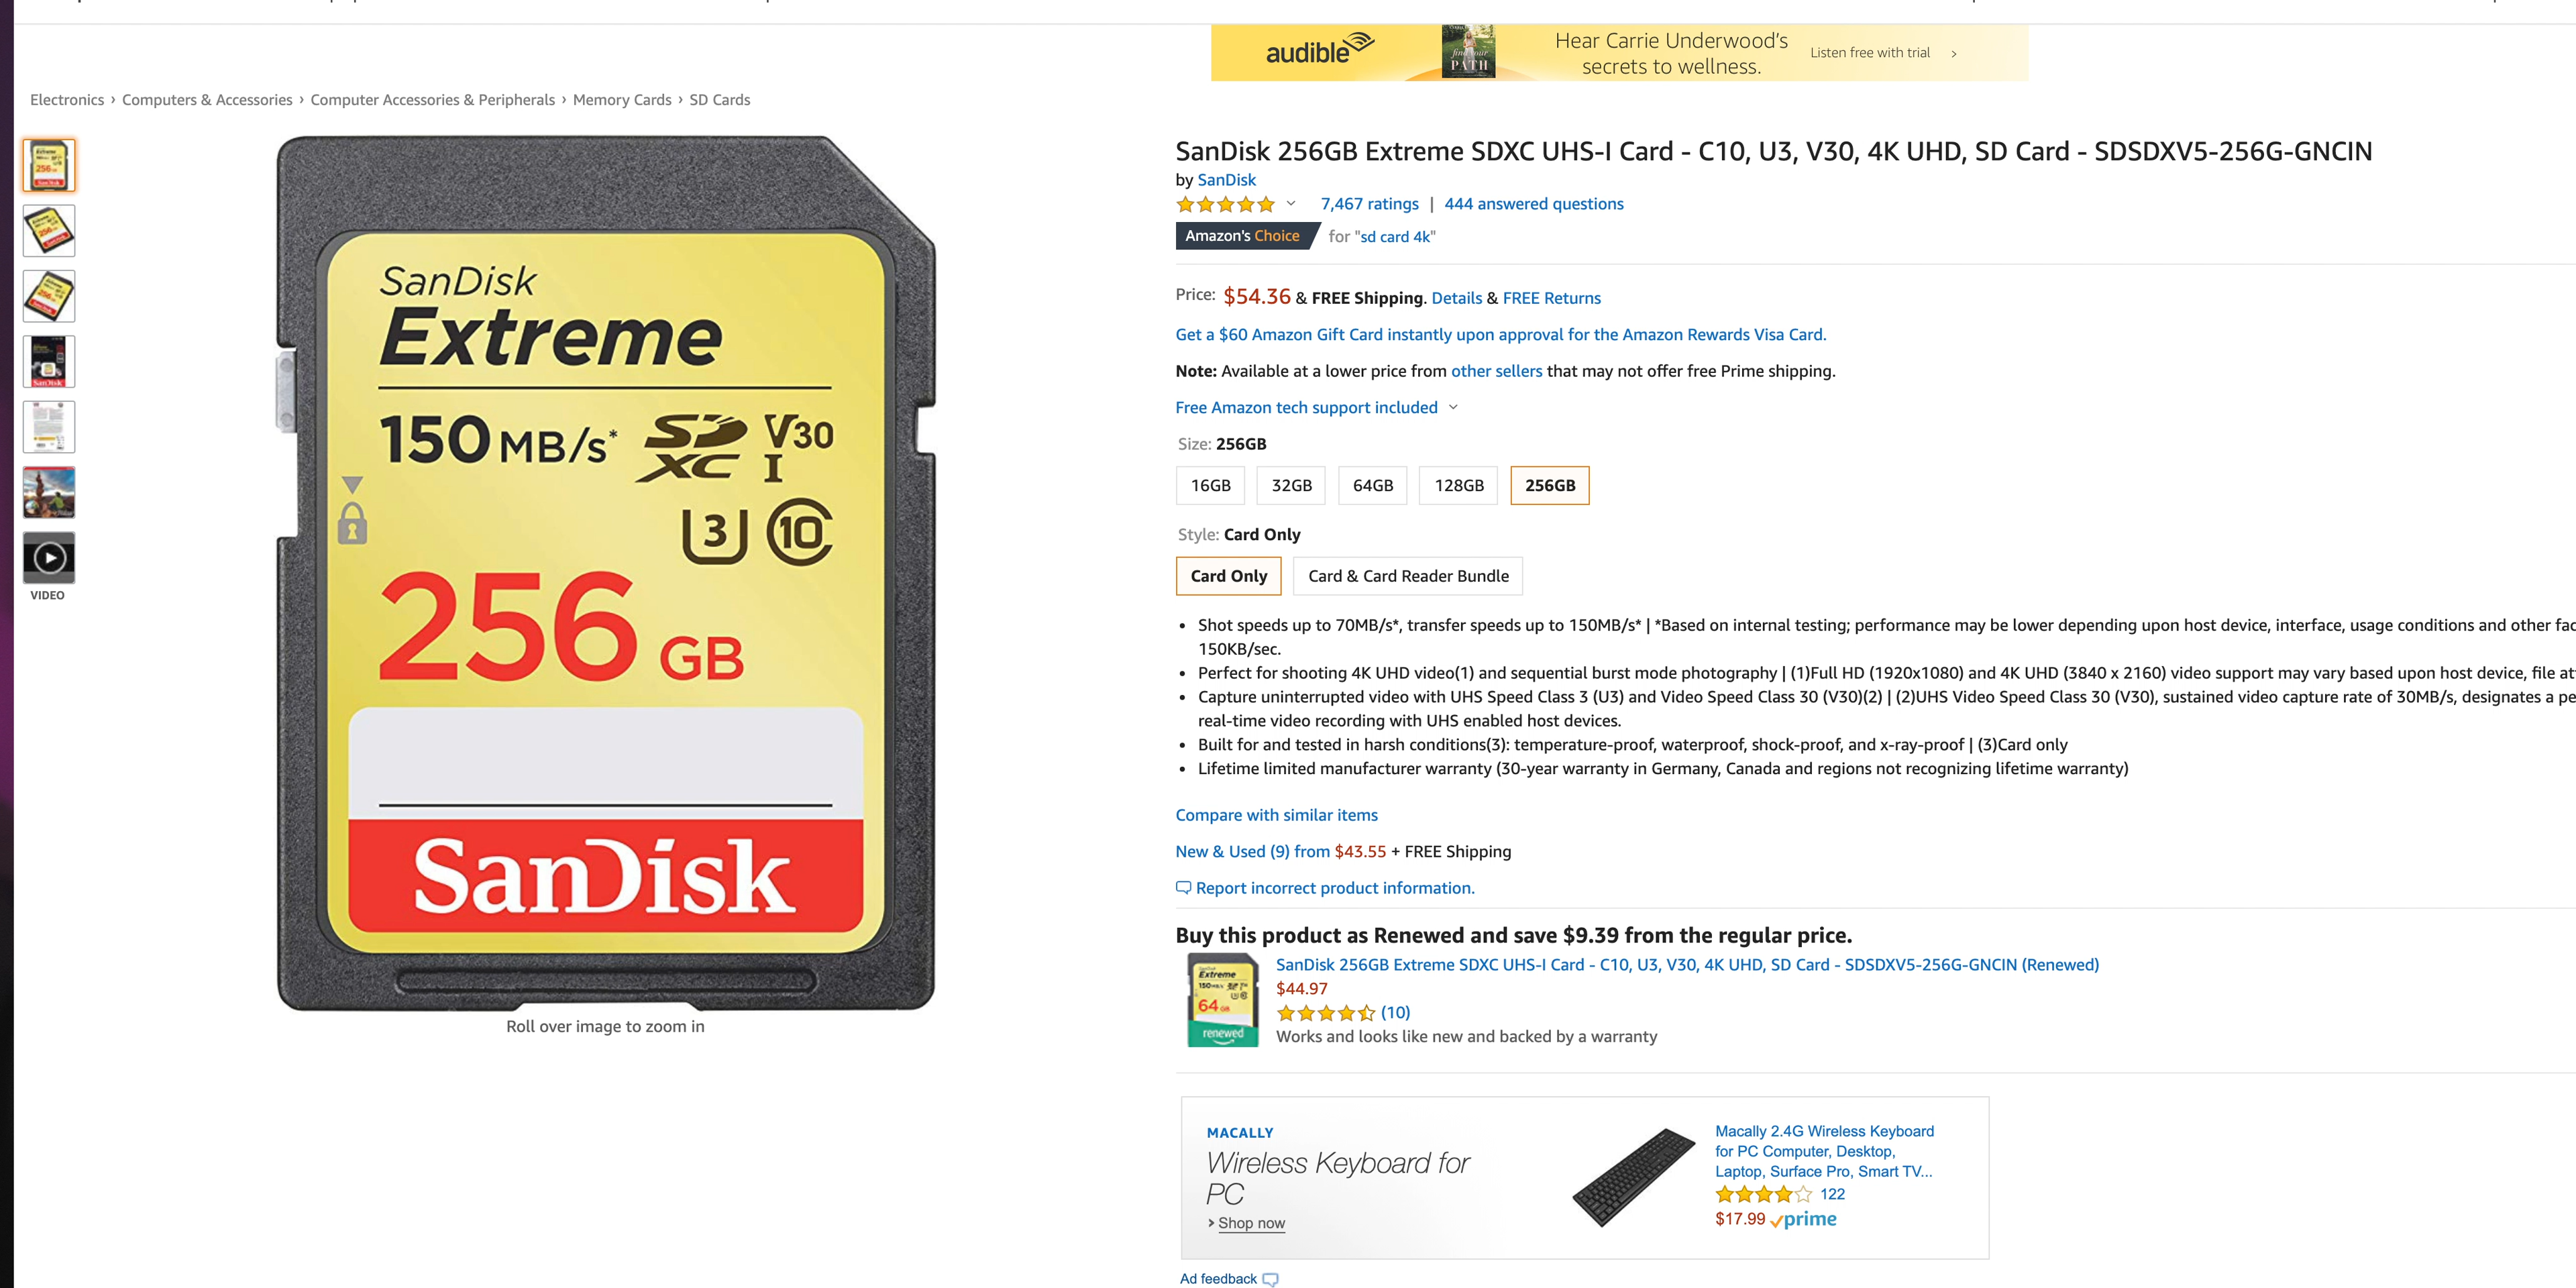 audible
find your
PATH
Hear Carrie Underwood's
secrets to wellness.
Listen free with trial ›
Electronics › Computers & Accessories › Computer Accessories & Peripherals › Memory Cards › SD Cards
SanDisk
Extreme
150 MB/s*
SD XC I V30
U3 C10
256 GB
SanDisk
Roll over image to zoom in
VIDEO
SanDisk 256GB Extreme SDXC UHS-I Card - C10, U3, V30, 4K UHD, SD Card - SDSDXV5-256G-GNCIN
by SanDisk
7,467 ratings | 444 answered questions
Amazon's Choice for "sd card 4k"
Price: $54.36 & FREE Shipping. Details & FREE Returns
Get a $60 Amazon Gift Card instantly upon approval for the Amazon Rewards Visa Card.
Note: Available at a lower price from other sellers that may not offer free Prime shipping.
Free Amazon tech support included
Size: 256GB
16GB 32GB 64GB 128GB 256GB
Style: Card Only
Card Only Card & Card Reader Bundle
• Shot speeds up to 70MB/s*, transfer speeds up to 150MB/s* | *Based on internal testing; performance may be lower depending upon host device, interface, usage conditions and other fac
150KB/sec.
• Perfect for shooting 4K UHD video(1) and sequential burst mode photography | (1)Full HD (1920x1080) and 4K UHD (3840 x 2160) video support may vary based upon host device, file at
• Capture uninterrupted video with UHS Speed Class 3 (U3) and Video Speed Class 30 (V30)(2) | (2)UHS Video Speed Class 30 (V30), sustained video capture rate of 30MB/s, designates a pe
real-time video recording with UHS enabled host devices.
• Built for and tested in harsh conditions(3): temperature-proof, waterproof, shock-proof, and x-ray-proof | (3)Card only
• Lifetime limited manufacturer warranty (30-year warranty in Germany, Canada and regions not recognizing lifetime warranty)
Compare with similar items
New & Used (9) from $43.55 + FREE Shipping
Report incorrect product information.
Buy this product as Renewed and save $9.39 from the regular price.
SanDisk 256GB Extreme SDXC UHS-I Card - C10, U3, V30, 4K UHD, SD Card - SDSDXV5-256G-GNCIN (Renewed)
$44.97
(10)
Works and looks like new and backed by a warranty
Extreme
64 GB
renewed
MACALLY
Wireless Keyboard for
PC
› Shop now
Macally 2.4G Wireless Keyboard
for PC Computer, Desktop,
Laptop, Surface Pro, Smart TV...
122
$17.99 prime
Ad feedback